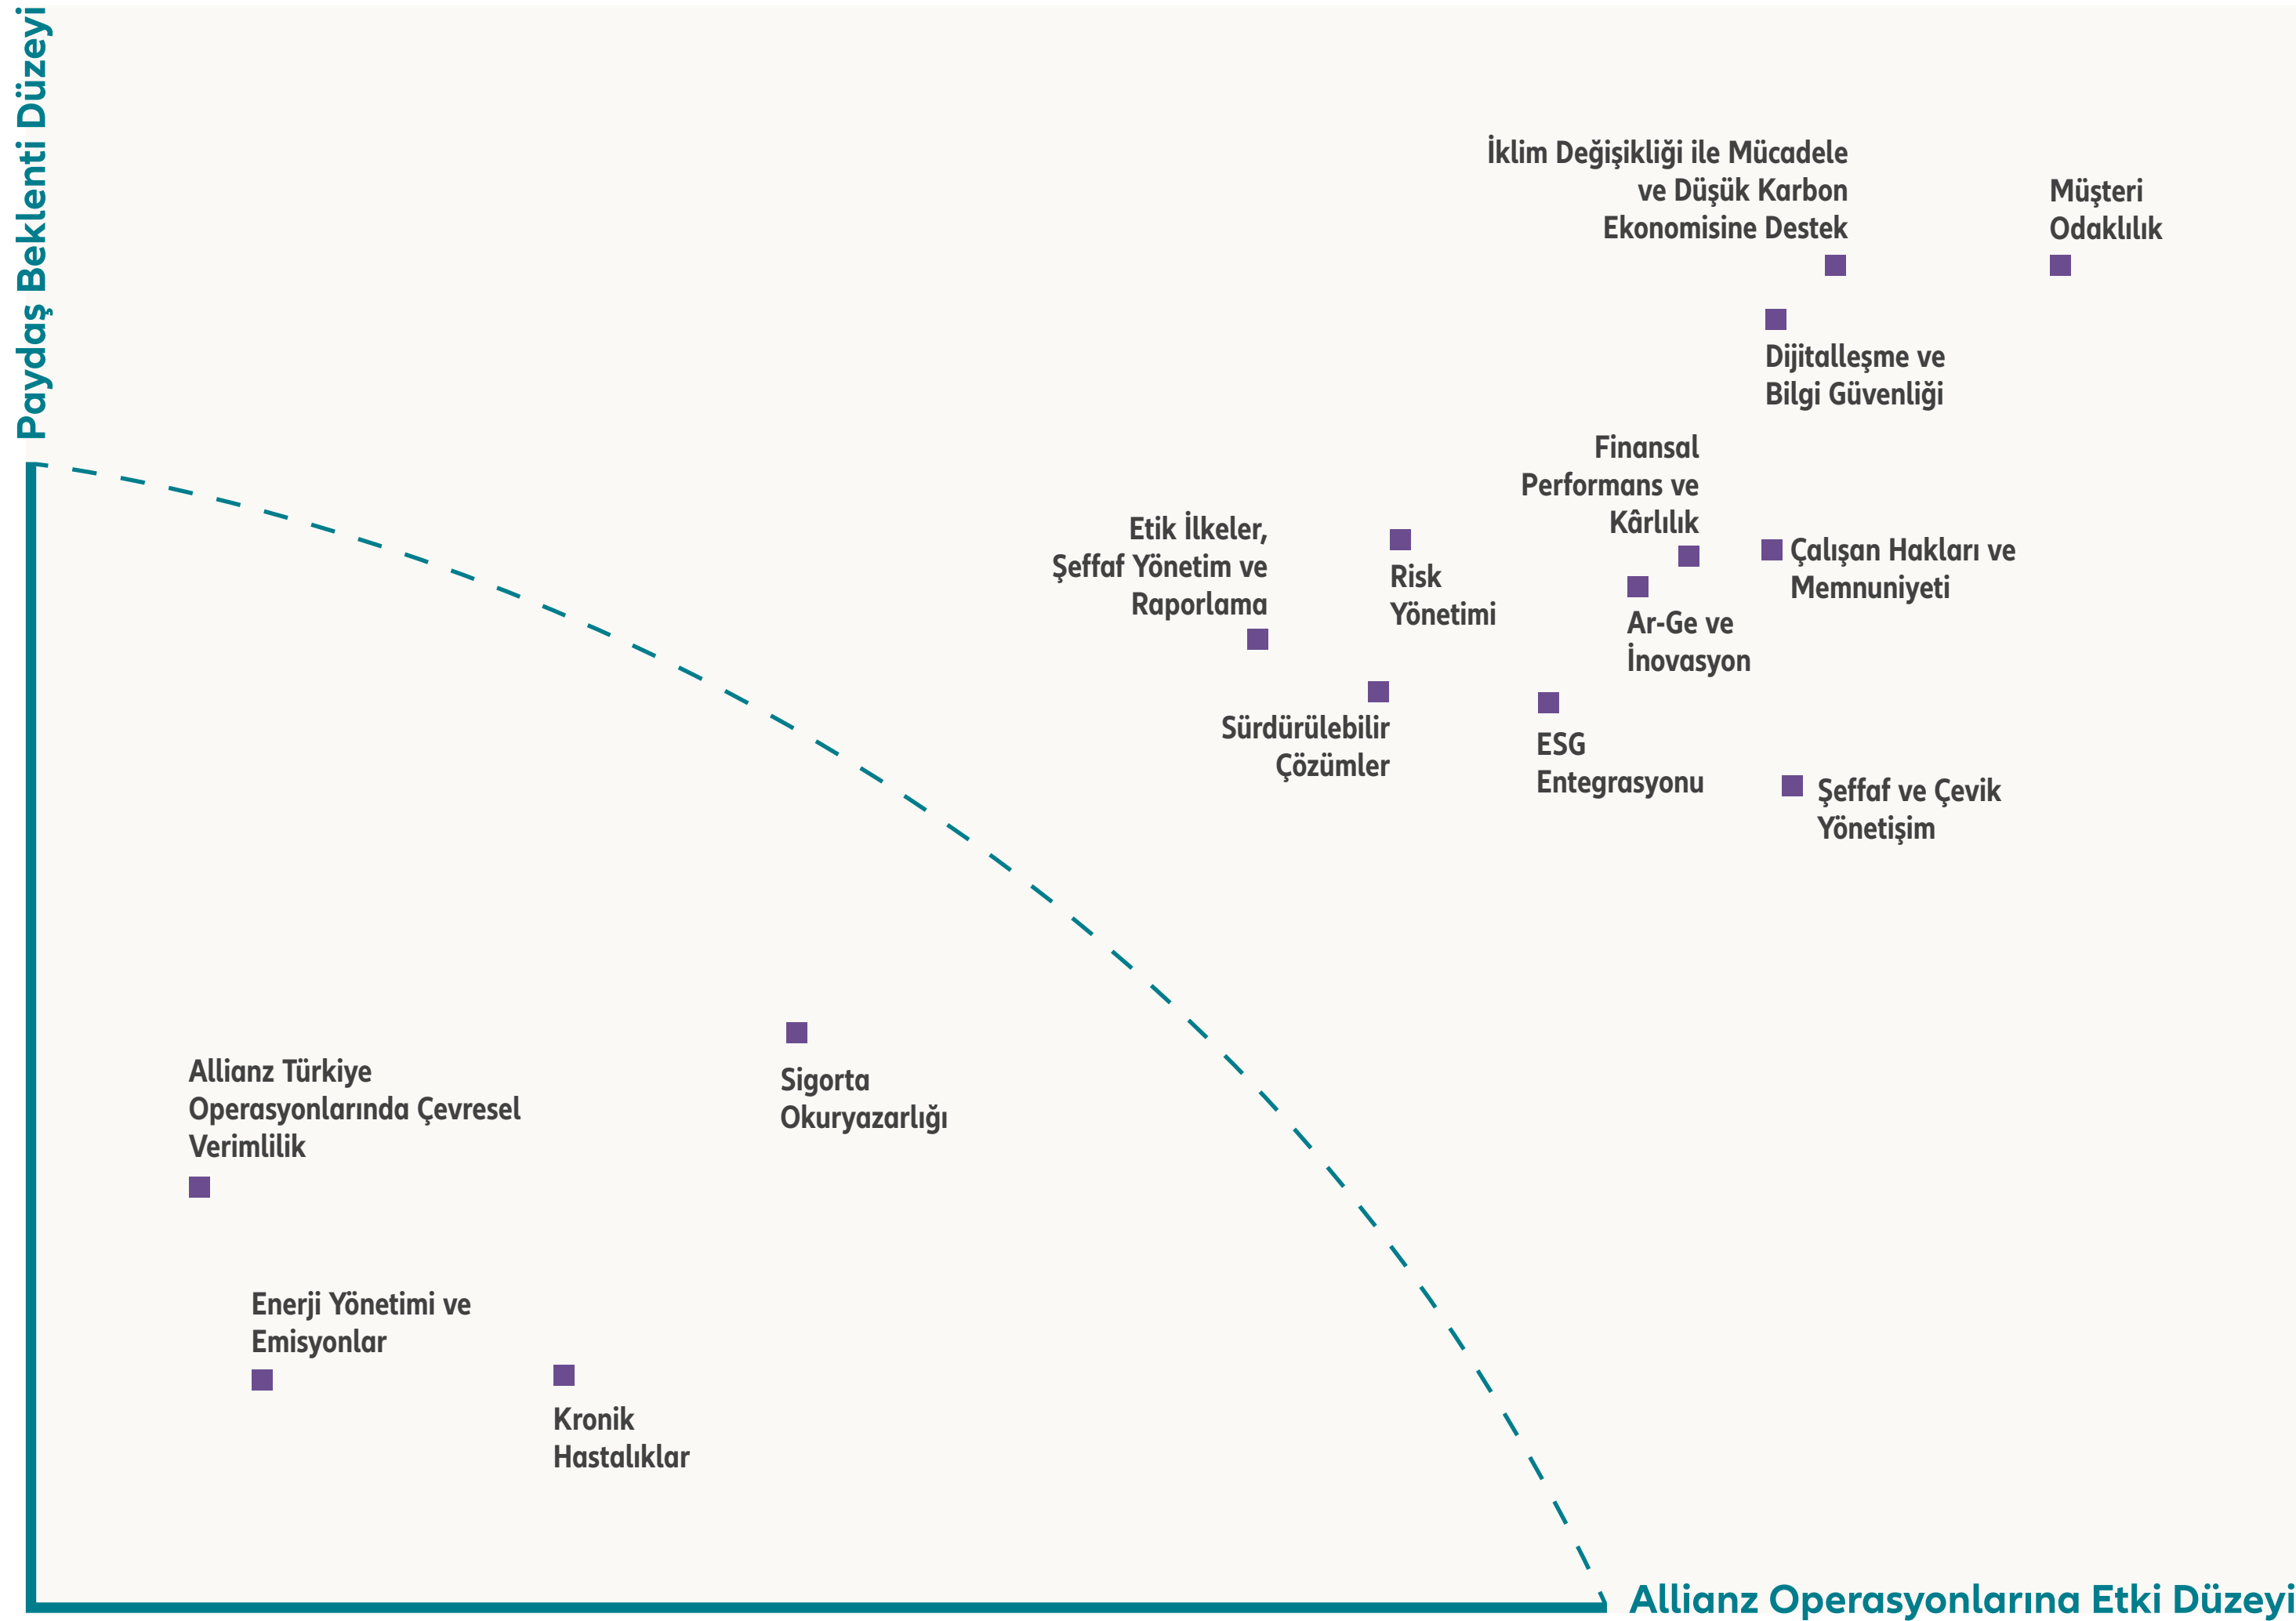 Paydaş Beklenti Düzeyi
İklim Değişikliği ile Mücadele
ve Düşük Karbon
Ekonomisine Destek
Müşteri
Odaklılık
Dijitalleşme ve
Bilgi Güvenliği
Finansal
Performans ve
Kârlılık
Etik İlkeler,
Şeffaf Yönetim ve
Raporlama
Risk
Yönetimi
Çalışan Hakları ve
Memnuniyeti
Ar-Ge ve
İnovasyon
Sürdürülebilir
Çözümler
ESG
Entegrasyonu
Şeffaf ve Çevik
Yönetişim
Allianz Türkiye
Operasyonlarında Çevresel
Verimlilik
Sigorta
Okuryazarlığı
Enerji Yönetimi ve
Emisyonlar
Kronik
Hastalıklar
Allianz Operasyonlarına Etki Düzeyi